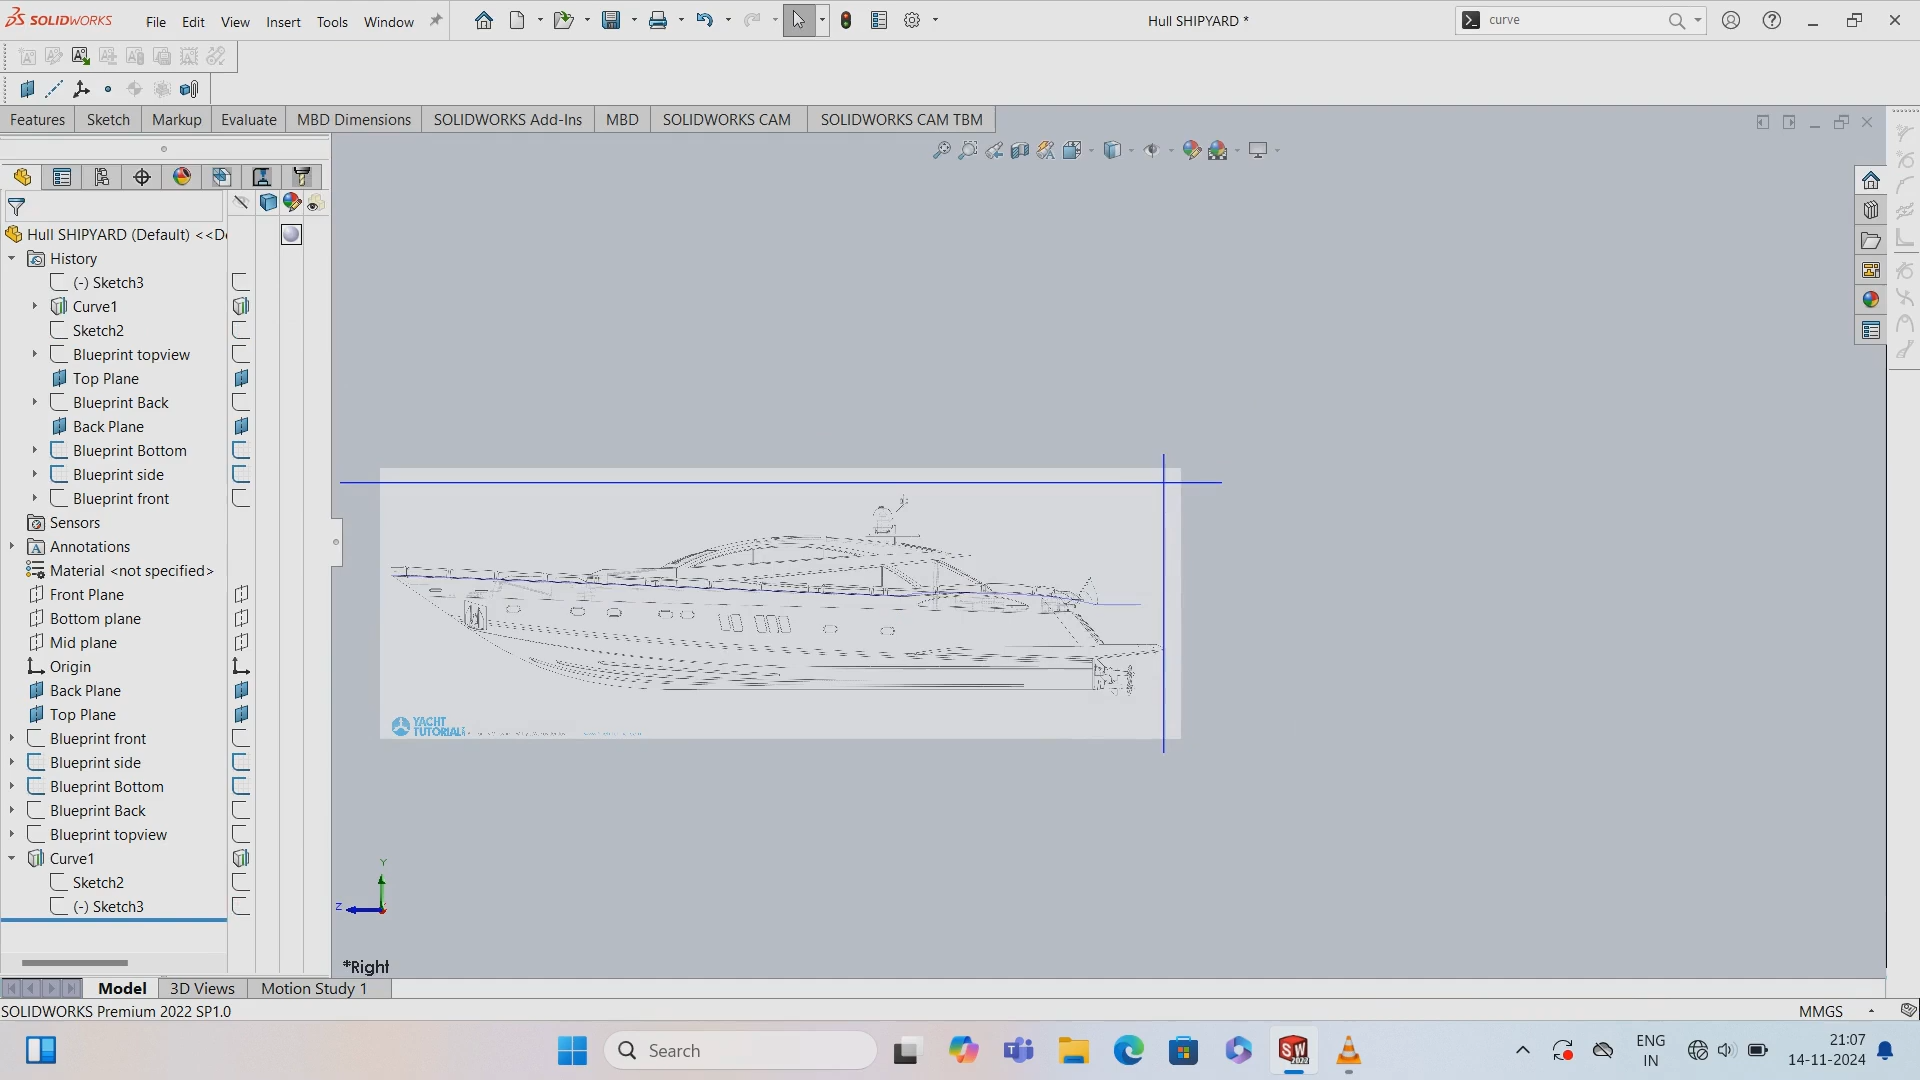 SOLIDWORKS
File Edit View Insert Tools Window
Hull SHIPYARD *
curve
Features Sketch Markup Evaluate MBD Dimensions SOLIDWORKS Add-Ins MBD SOLIDWORKS CAM SOLIDWORKS CAM TBM
Hull SHIPYARD (Default) <<De
History
(-) Sketch3
Curve1
Sketch2
Blueprint topview
Top Plane
Blueprint Back
Back Plane
Blueprint Bottom
Blueprint side
Blueprint front
Sensors
Annotations
Material <not specified>
Front Plane
Bottom plane
Mid plane
Origin
Back Plane
Top Plane
Blueprint front
Blueprint side
Blueprint Bottom
Blueprint Back
Blueprint topview
Curve1
Sketch2
(-) Sketch3
YACHT
TUTORIAL
Y
Z
*Right
Model 3D Views Motion Study 1
SOLIDWORKS Premium 2022 SP1.0
MMGS
Search
ENG
IN
21:07
14-11-2024